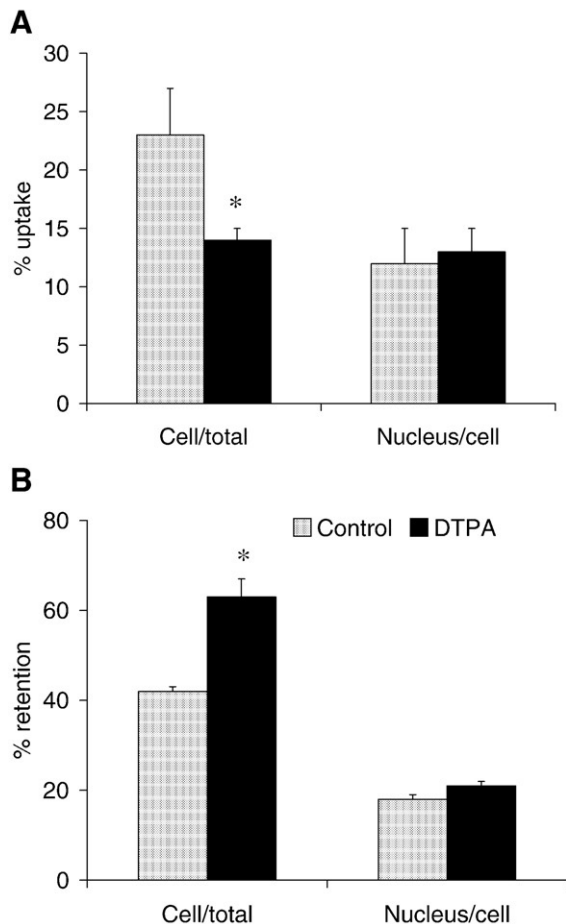 A
30
25
20
15
10
5
0
% uptake
*
Cell/total Nucleus/cell
B
80
60
40
20
0
% retention
Control DTPA
*
Cell/total Nucleus/cell